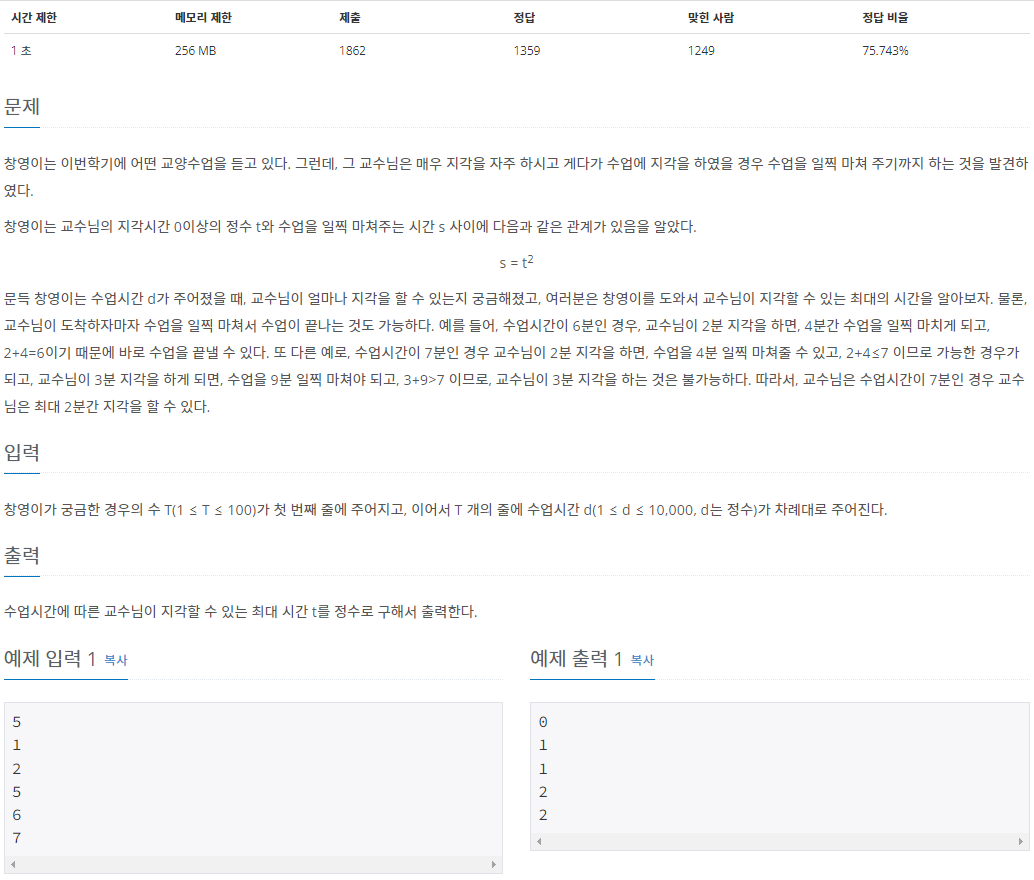 시간 제한 메모리 제한 제출 정답 맞힌 사람 정답 비율
1 초 256 MB 1862 1359 1249 75.743%
문제
창영이는 이번학기에 어떤 교양수업을 듣고 있다. 그런데, 그 교수님은 매우 지각을 자주 하시고 게다가 수업에 지각을 하였을 경우 수업을 일찍 마쳐 주기까지 하는 것을 발견하
였다.
창영이는 교수님의 지각시간 0이상의 정수 t와 수업을 일찍 마쳐주는 시간 s 사이에 다음과 같은 관계가 있음을 알았다.
s = t²
문득 창영이는 수업시간 d가 주어졌을 때, 교수님이 얼마나 지각을 할 수 있는지 궁금해졌고, 여러분은 창영이를 도와서 교수님이 지각할 수 있는 최대의 시간을 알아보자. 물론,
교수님이 도착하자마자 수업을 일찍 마쳐서 수업이 끝나는 것도 가능하다. 예를 들어, 수업시간이 6분인 경우, 교수님이 2분 지각을 하면, 4분간 수업을 일찍 마치게 되고,
2+4=6이기 때문에 바로 수업을 끝낼 수 있다. 또 다른 예로, 수업시간이 7분인 경우 교수님이 2분 지각을 하면, 수업을 4분 일찍 마쳐줄 수 있고, 2+4≤7 이므로 가능한 경우가
되고, 교수님이 3분 지각을 하게 되면, 수업을 9분 일찍 마쳐야 되고, 3+9>7 이므로, 교수님이 3분 지각을 하는 것은 불가능하다. 따라서, 교수님은 수업시간이 7분인 경우 교수
님은 최대 2분간 지각을 할 수 있다.
입력
창영이가 궁금한 경우의 수 T(1 ≤ T ≤ 100)가 첫 번째 줄에 주어지고, 이어서 T 개의 줄에 수업시간 d(1 ≤ d ≤ 10,000, d는 정수)가 차례대로 주어진다.
출력
수업시간에 따른 교수님이 지각할 수 있는 최대 시간 t를 정수로 구해서 출력한다.
예제 입력 1 복사
5
1
2
5
6
7
예제 출력 1 복사
0
1
1
2
2